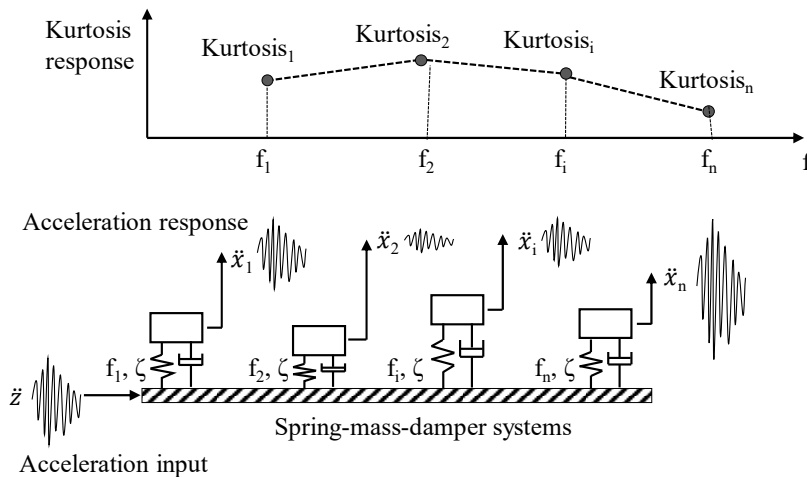 Kurtosis
response
Kurtosis₁
Kurtosis₂
Kurtosisᵢ
Kurtosisₙ
f₁
f₂
fᵢ
fₙ
f
Acceleration response
ẍ₁
ẍ₂
ẍᵢ
ẍₙ
f₁, ζ
f₂, ζ
fᵢ, ζ
fₙ, ζ
z̈
Spring-mass-damper systems
Acceleration input